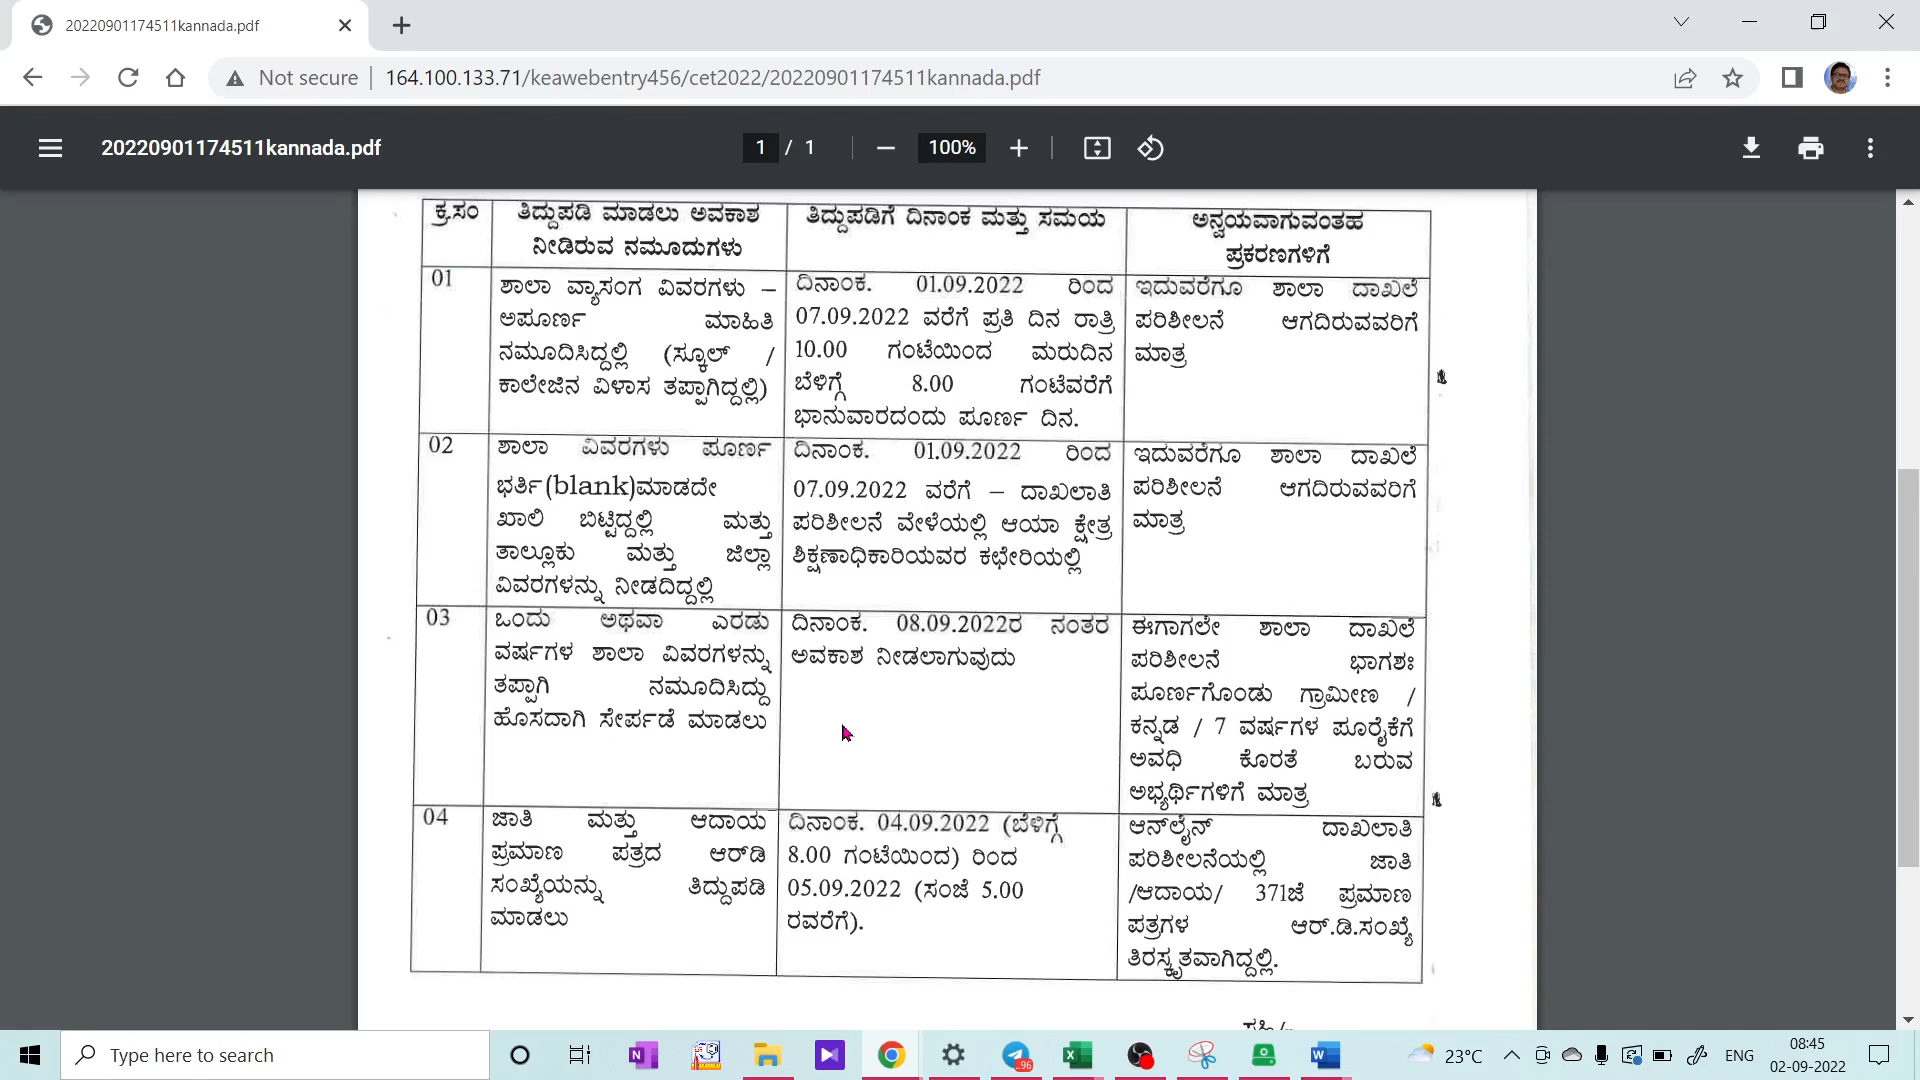 20220901174511kannada.pdf
Not secure
164.100.133.71/keawebentry456/cet2022/20220901174511kannada.pdf
20220901174511kannada.pdf
1 / 1
100%
ಕ್ರ.ಸಂ
ತಿದ್ದುಪಡಿ ಮಾಡಲು ಅವಕಾಶ
ನೀಡಿರುವ ನಮೂದುಗಳು
ತಿದ್ದುಪಡಿಗೆ ದಿನಾಂಕ ಮತ್ತು ಸಮಯ
ಅನ್ವಯವಾಗುವಂತಹ
ಪ್ರಕರಣಗಳಿಗೆ
01
ಶಾಲಾ ವ್ಯಾಸಂಗ ವಿವರಗಳು –
ಅಪೂರ್ಣ ಮಾಹಿತಿ
ನಮೂದಿಸಿದ್ದಲ್ಲಿ (ಸ್ಕೂಲ್ /
ಕಾಲೇಜಿನ ವಿಳಾಸ ತಪ್ಪಾಗಿದ್ದಲ್ಲಿ)
ದಿನಾಂಕ. 01.09.2022 ರಿಂದ
07.09.2022 ವರೆಗೆ ಪ್ರತಿ ದಿನ ರಾತ್ರಿ
10.00 ಗಂಟೆಯಿಂದ ಮರುದಿನ
ಬೆಳಿಗ್ಗೆ 8.00 ಗಂಟೆವರೆಗೆ
ಭಾನುವಾರದಂದು ಪೂರ್ಣ ದಿನ.
ಇದುವರೆಗೂ ಶಾಲಾ ದಾಖಲೆ
ಪರಿಶೀಲನೆ ಆಗದಿರುವವರಿಗೆ
ಮಾತ್ರ
02
ಶಾಲಾ ವಿವರಗಳು ಪೂರ್ಣ
ಭರ್ತಿ(blank)ಮಾಡದೇ
ಖಾಲಿ ಬಿಟ್ಟಿದ್ದಲ್ಲಿ ಮತ್ತು
ತಾಲ್ಲೂಕು ಮತ್ತು ಜಿಲ್ಲಾ
ವಿವರಗಳನ್ನು ನೀಡದಿದ್ದಲ್ಲಿ
ದಿನಾಂಕ. 01.09.2022 ರಿಂದ
07.09.2022 ವರೆಗೆ – ದಾಖಲಾತಿ
ಪರಿಶೀಲನೆ ವೇಳೆಯಲ್ಲಿ ಆಯಾ ಕ್ಷೇತ್ರ
ಶಿಕ್ಷಣಾಧಿಕಾರಿಯವರ ಕಛೇರಿಯಲ್ಲಿ
ಇದುವರೆಗೂ ಶಾಲಾ ದಾಖಲೆ
ಪರಿಶೀಲನೆ ಆಗದಿರುವವರಿಗೆ
ಮಾತ್ರ
03
ಒಂದು ಅಥವಾ ಎರಡು
ವರ್ಷಗಳ ಶಾಲಾ ವಿವರಗಳನ್ನು
ತಪ್ಪಾಗಿ ನಮೂದಿಸಿದ್ದು
ಹೊಸದಾಗಿ ಸೇರ್ಪಡೆ ಮಾಡಲು
ದಿನಾಂಕ. 08.09.2022ರ ನಂತರ
ಅವಕಾಶ ನೀಡಲಾಗುವುದು
ಈಗಾಗಲೇ ಶಾಲಾ ದಾಖಲೆ
ಪರಿಶೀಲನೆ ಭಾಗಶಃ
ಪೂರ್ಣಗೊಂಡು ಗ್ರಾಮೀಣ /
ಕನ್ನಡ / 7 ವರ್ಷಗಳ ಪೂರೈಕೆಗೆ
ಅವಧಿ ಕೊರತೆ ಬರುವ
ಅಭ್ಯರ್ಥಿಗಳಿಗೆ ಮಾತ್ರ
04
ಜಾತಿ ಮತ್ತು ಆದಾಯ
ಪ್ರಮಾಣ ಪತ್ರದ ಆರ್‌ಡಿ
ಸಂಖ್ಯೆಯನ್ನು ತಿದ್ದುಪಡಿ
ಮಾಡಲು
ದಿನಾಂಕ. 04.09.2022 (ಬೆಳಿಗ್ಗೆ
8.00 ಗಂಟೆಯಿಂದ) ರಿಂದ
05.09.2022 (ಸಂಜೆ 5.00
ರವರೆಗೆ).
ಆನ್‌ಲೈನ್ ದಾಖಲಾತಿ
ಪರಿಶೀಲನೆಯಲ್ಲಿ ಜಾತಿ
/ಆದಾಯ/ 371ಜೆ ಪ್ರಮಾಣ
ಪತ್ರಗಳ ಆರ್.ಡಿ.ಸಂಖ್ಯೆ
ತಿರಸ್ಕೃತವಾಗಿದ್ದಲ್ಲಿ.
Type here to search
96
23°C
ENG
08:45
02-09-2022